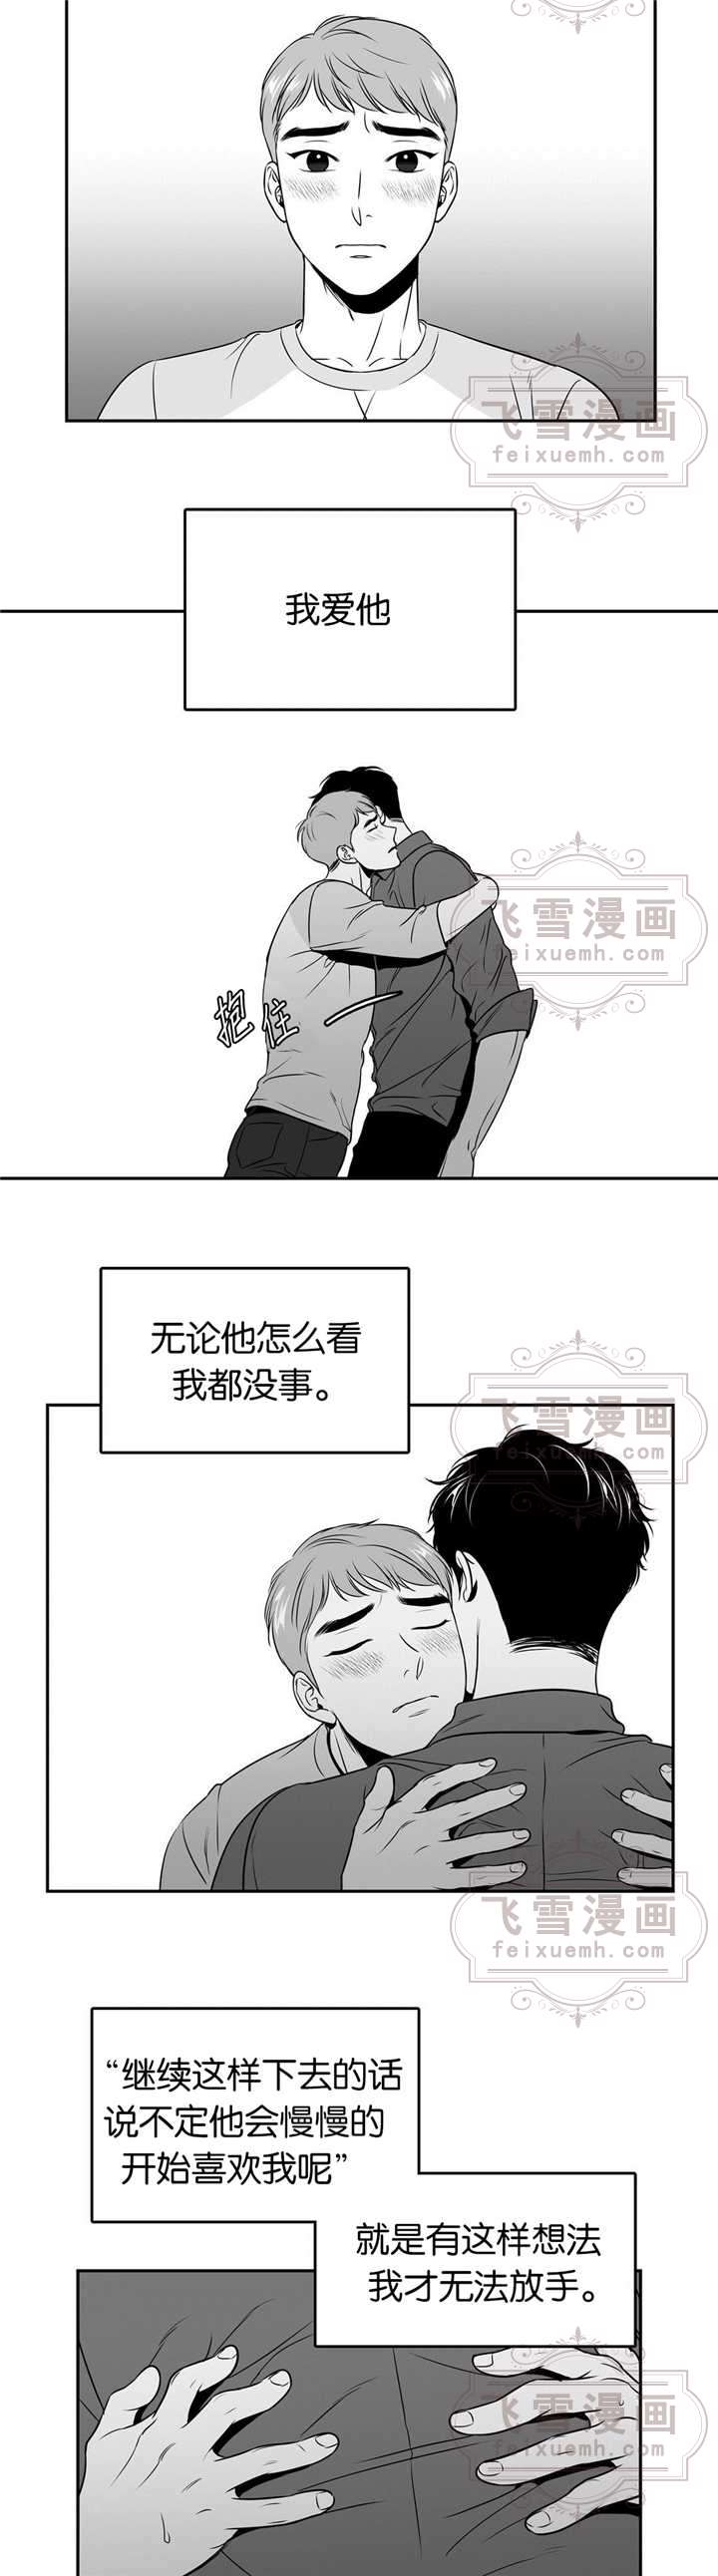 飞雪漫画
feixuemh.com
我爱他
飞雪漫画
feixuemh.com
抱住
无论他怎么看
我都没事。
飞雪漫画
feixuemh.com
飞雪漫画
feixuemh.com
“继续这样下去的话
说不定他会慢慢的
开始喜欢我呢”
就是有这样想法
我才无法放手。
飞雪漫画
feixuemh.com